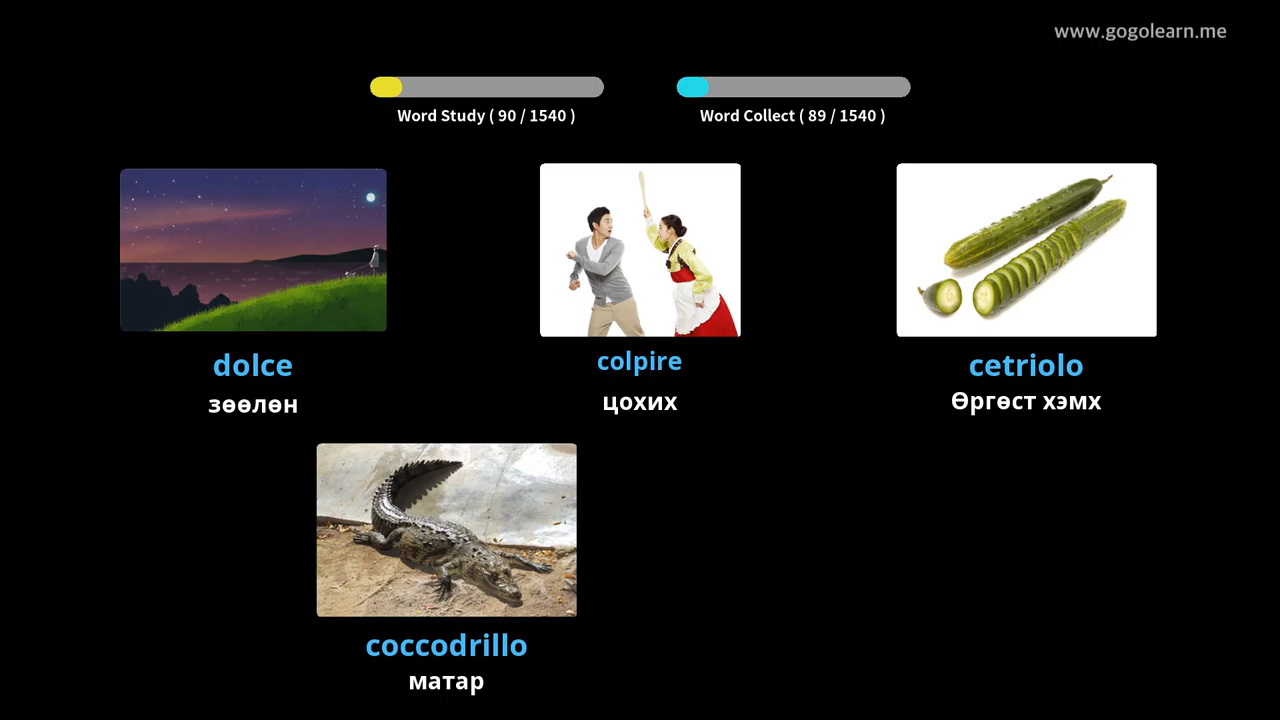 www.gogolearn.me
Word Study ( 90 / 1540 )
Word Collect ( 89 / 1540 )
dolce
зөөлөн
colpire
цохих
cetriolo
Өргөст хэмх
coccodrillo
матар